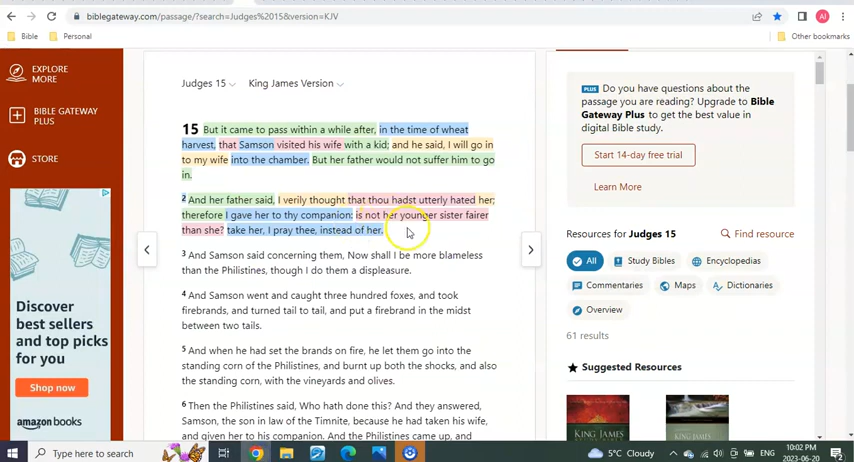 biblegateway.com/passage/?search=Judges%2015&version=KJV
AI
Bible
Personal
Other bookmarks
EXPLORE
MORE
BIBLE GATEWAY
PLUS
STORE
Discover
best sellers
and top picks
for you
Shop now
amazon books
Judges 15
King James Version
15 But it came to pass within a while after, in the time of wheat
harvest, that Samson visited his wife with a kid; and he said, I will go in
to my wife into the chamber. But her father would not suffer him to go
in.
2 And her father said, I verily thought that thou hadst utterly hated her;
therefore I gave her to thy companion: is not her younger sister fairer
than she? take her, I pray thee, instead of her.
3 And Samson said concerning them, Now shall I be more blameless
than the Philistines, though I do them a displeasure.
4 And Samson went and caught three hundred foxes, and took
firebrands, and turned tail to tail, and put a firebrand in the midst
between two tails.
5 And when he had set the brands on fire, he let them go into the
standing corn of the Philistines, and burnt up both the shocks, and also
the standing corn, with the vineyards and olives.
6 Then the Philistines said, Who hath done this? And they answered,
Samson, the son in law of the Timnite, because he had taken his wife,
and given her to his companion. And the Philistines came up, and
PLUS Do you have questions about the
passage you are reading? Upgrade to Bible
Gateway Plus to get the best value in
digital Bible study.
Start 14-day free trial
Learn More
Resources for Judges 15
Find resource
All
Study Bibles
Encyclopedias
Commentaries
Maps
Dictionaries
Overview
61 results
Suggested Resources
KING JAMES
Type here to search
5°C Cloudy
ENG
10:02 PM
2023-06-20
2